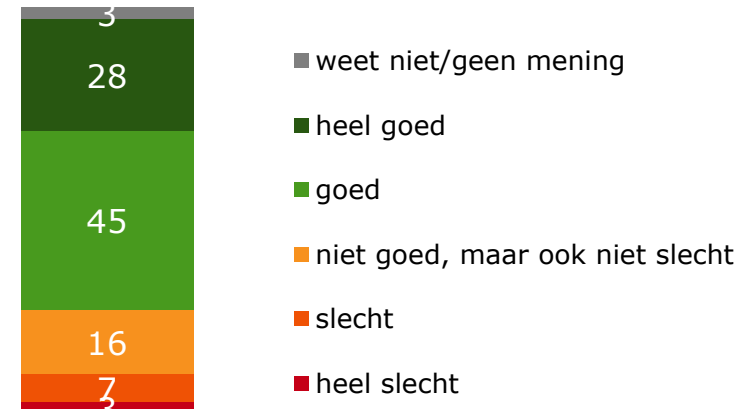 3
28
45
16
7
weet niet/geen mening
heel goed
goed
niet goed, maar ook niet slecht
slecht
heel slecht